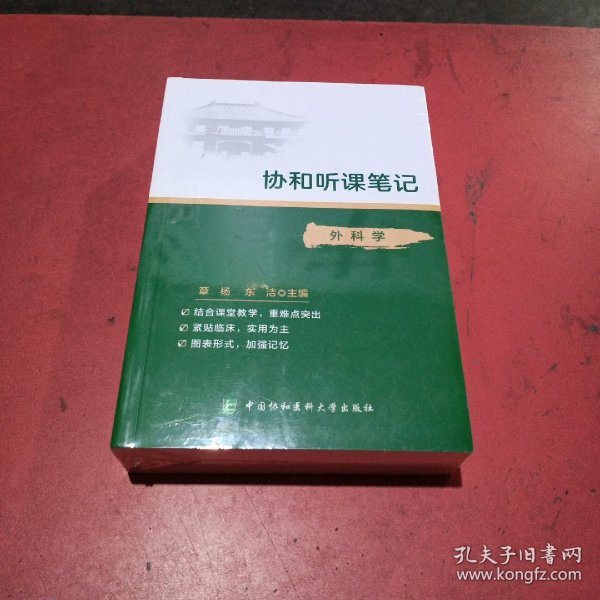 协和听课笔记
外科学
章 杨 东 洁◎主编
☑ 结合课堂教学，重难点突出
☑ 紧贴临床，实用为主
☑ 图表形式，加强记忆
中国协和医科大学出版社
孔夫子旧书网
www.kongfz.com